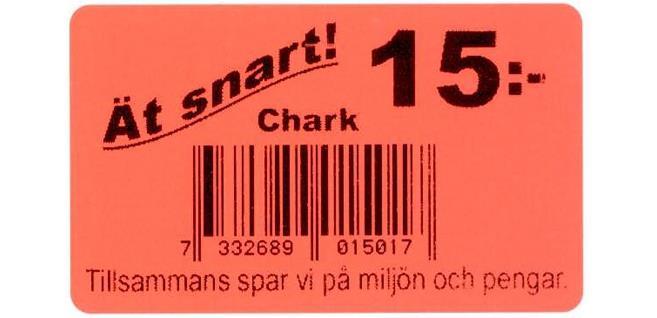 Ät snart! 15:-
Chark
7 332689 015017
Tillsammans spar vi på miljön och pengar.